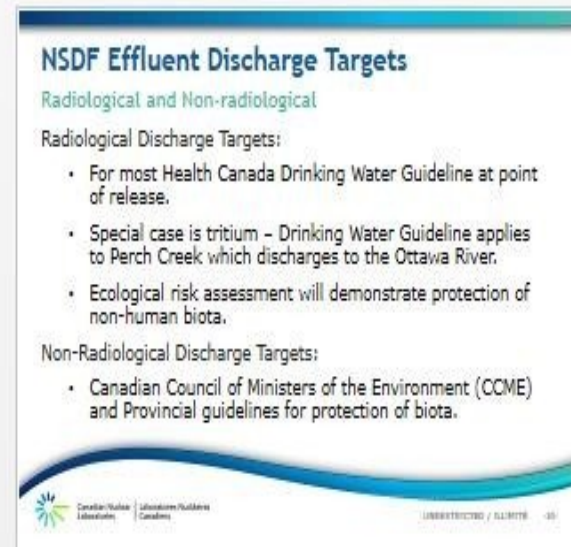 NSDF Effluent Discharge Targets
Radiological and Non-radiological
Radiological Discharge Targets:
• For most Health Canada Drinking Water Guideline at point
of release.
• Special case is tritium – Drinking Water Guideline applies
to Perch Creek which discharges to the Ottawa River.
• Ecological risk assessment will demonstrate protection of
non-human biota.
Non-Radiological Discharge Targets:
• Canadian Council of Ministers of the Environment (CCME)
and Provincial guidelines for protection of biota.
Canadian Nuclear Laboratories
Laboratoires Nucléaires Canadiens
UNRESTRICTED / ILLIMITÉ